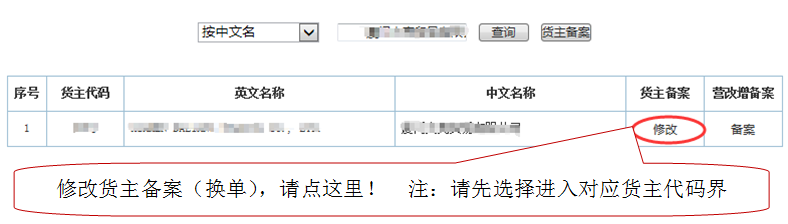 按中文名 查询 货主备案
序号 货主代码 英文名称 中文名称 货主备案 营改增备案
1 修改 备案
修改货主备案（换单），请点这里！ 注：请先选择进入对应货主代码界